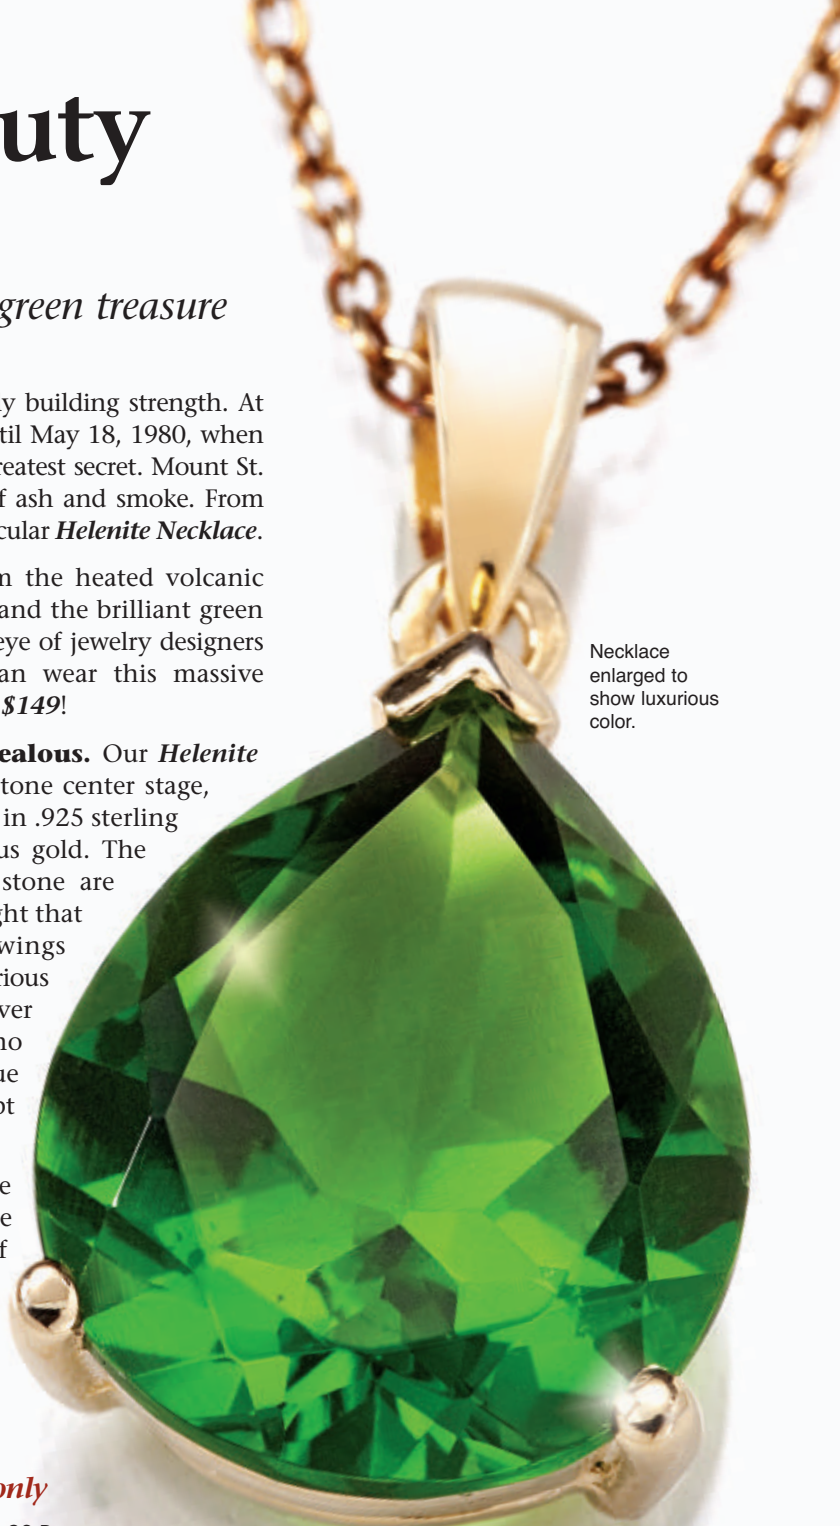 uty
green treasure
y building strength. At
til May 18, 1980, when
reatest secret. Mount St.
f ash and smoke. From
cular Helenite Necklace.
m the heated volcanic
and the brilliant green
eye of jewelry designers
an wear this massive
$149!
ealous. Our Helenite
tone center stage,
in .925 sterling
us gold. The
stone are
ght that
wings
rious
ver
no
ue
pt
e
e
f
Necklace
enlarged to
show luxurious
color.
only